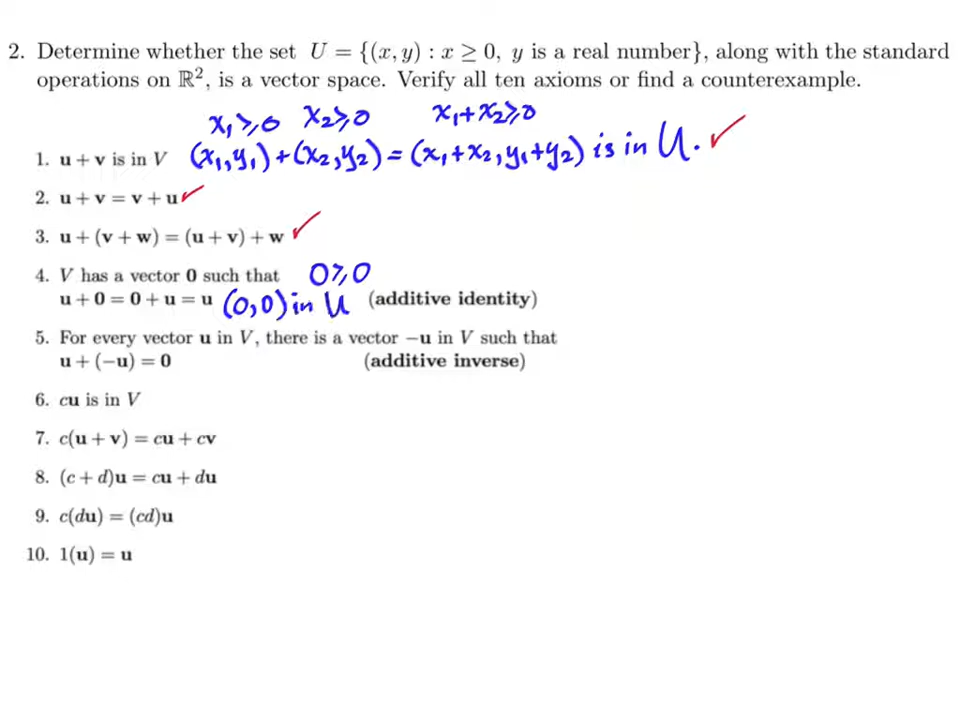 2. Determine whether the set U = {(x, y) : x ≥ 0, y is a real number}, along with the standard
operations on ℝ², is a vector space. Verify all ten axioms or find a counterexample.
x₁ ≥ 0 x₂ ≥ 0 x₁+x₂ ≥ 0
1. u + v is in V (x₁,y₁)+(x₂,y₂) = (x₁+x₂, y₁+y₂) is in U. ✓
2. u + v = v + u ✓
3. u + (v + w) = (u + v) + w ✓
4. V has a vector 0 such that 0 ≥ 0
u + 0 = 0 + u = u (0,0) in U (additive identity)
5. For every vector u in V, there is a vector −u in V such that
u + (−u) = 0 (additive inverse)
6. cu is in V
7. c(u + v) = cu + cv
8. (c + d)u = cu + du
9. c(du) = (cd)u
10. 1(u) = u